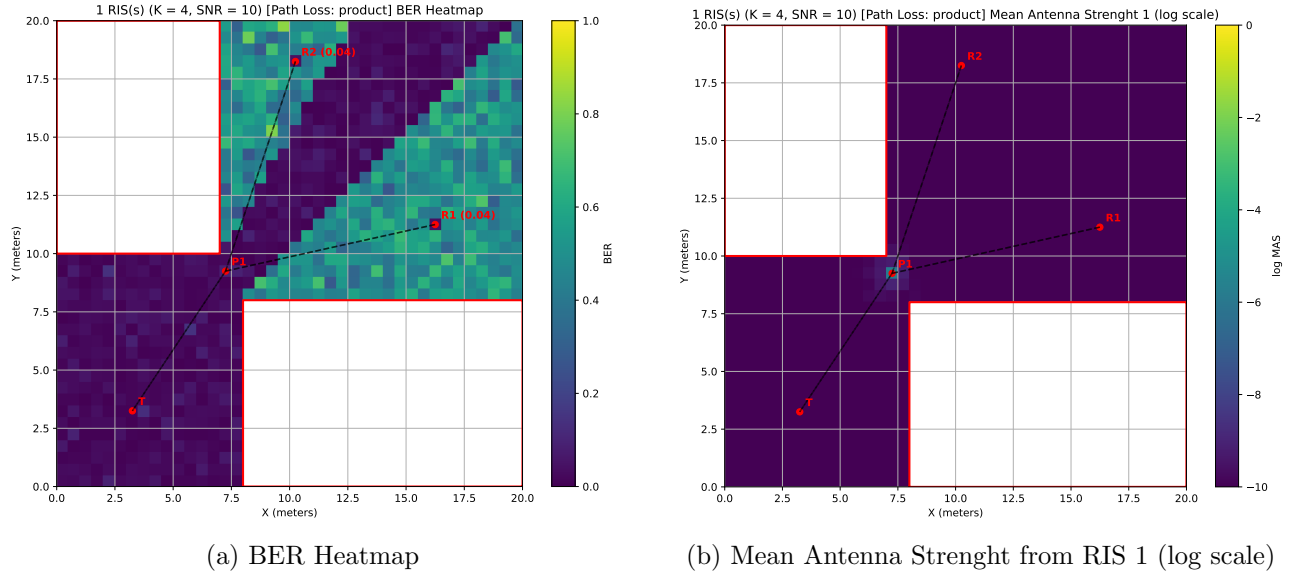 1 RIS(s) (K = 4, SNR = 10) [Path Loss: product] BER Heatmap
20.0
17.5
15.0
12.5
10.0
7.5
5.0
2.5
0.0
Y (meters)
R2 (0.04)
R1 (0.04)
P1
T
0.0 2.5 5.0 7.5 10.0 12.5 15.0 17.5 20.0
X (meters)
1.0
0.8
0.6
0.4
0.2
0.0
BER
(a) BER Heatmap
1 RIS(s) (K = 4, SNR = 10) [Path Loss: product] Mean Antenna Strenght 1 (log scale)
20.0
17.5
15.0
12.5
10.0
7.5
5.0
2.5
0.0
Y (meters)
R2
R1
P1
T
0.0 2.5 5.0 7.5 10.0 12.5 15.0 17.5 20.0
X (meters)
0
−2
−4
−6
−8
−10
log MAS
(b) Mean Antenna Strenght from RIS 1 (log scale)